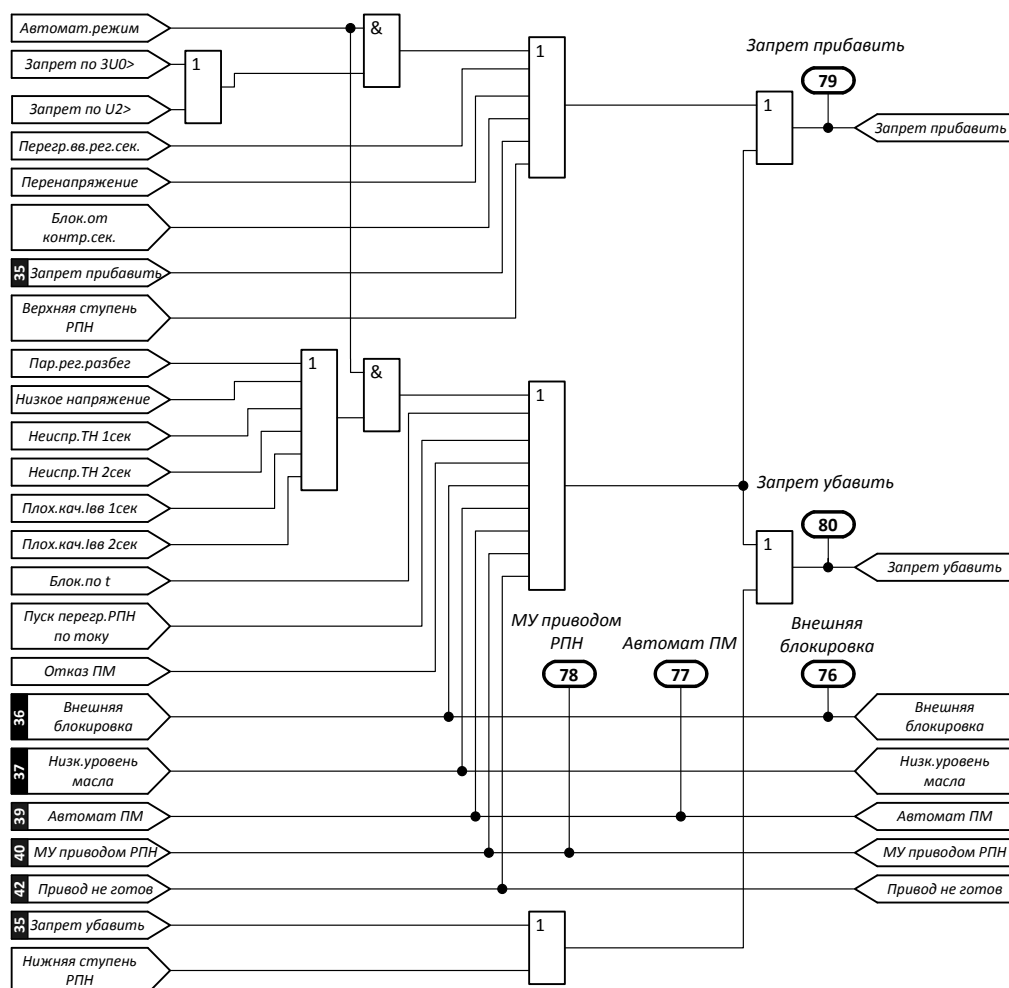 Автомат.режим
&
Запрет прибавить
Запрет по 3U0>
1
1
79
Запрет по U2>
1
Запрет прибавить
Перегр.вв.рег.сек.
Перенапряжение
Блок.от
контр.сек.
35 Запрет прибавить
Верхняя ступень
РПН
Пар.рег.разбег
1
&
Низкое напряжение
1
Неиспр.ТН 1сек
Неиспр.ТН 2сек
Запрет убавить
Плох.кач.Iвв 1сек
80
Плох.кач.Iвв 2сек
1
Запрет убавить
Блок.по t
Пуск перегр.РПН
по току
МУ приводом
РПН
Автомат ПМ
Внешняя
блокировка
Отказ ПМ
78
77
76
36 Внешняя
блокировка
Внешняя
блокировка
37 Низк.уровень
масла
Низк.уровень
масла
39 Автомат ПМ
Автомат ПМ
40 МУ приводом РПН
МУ приводом РПН
42 Привод не готов
Привод не готов
35 Запрет убавить
1
Нижняя ступень
РПН